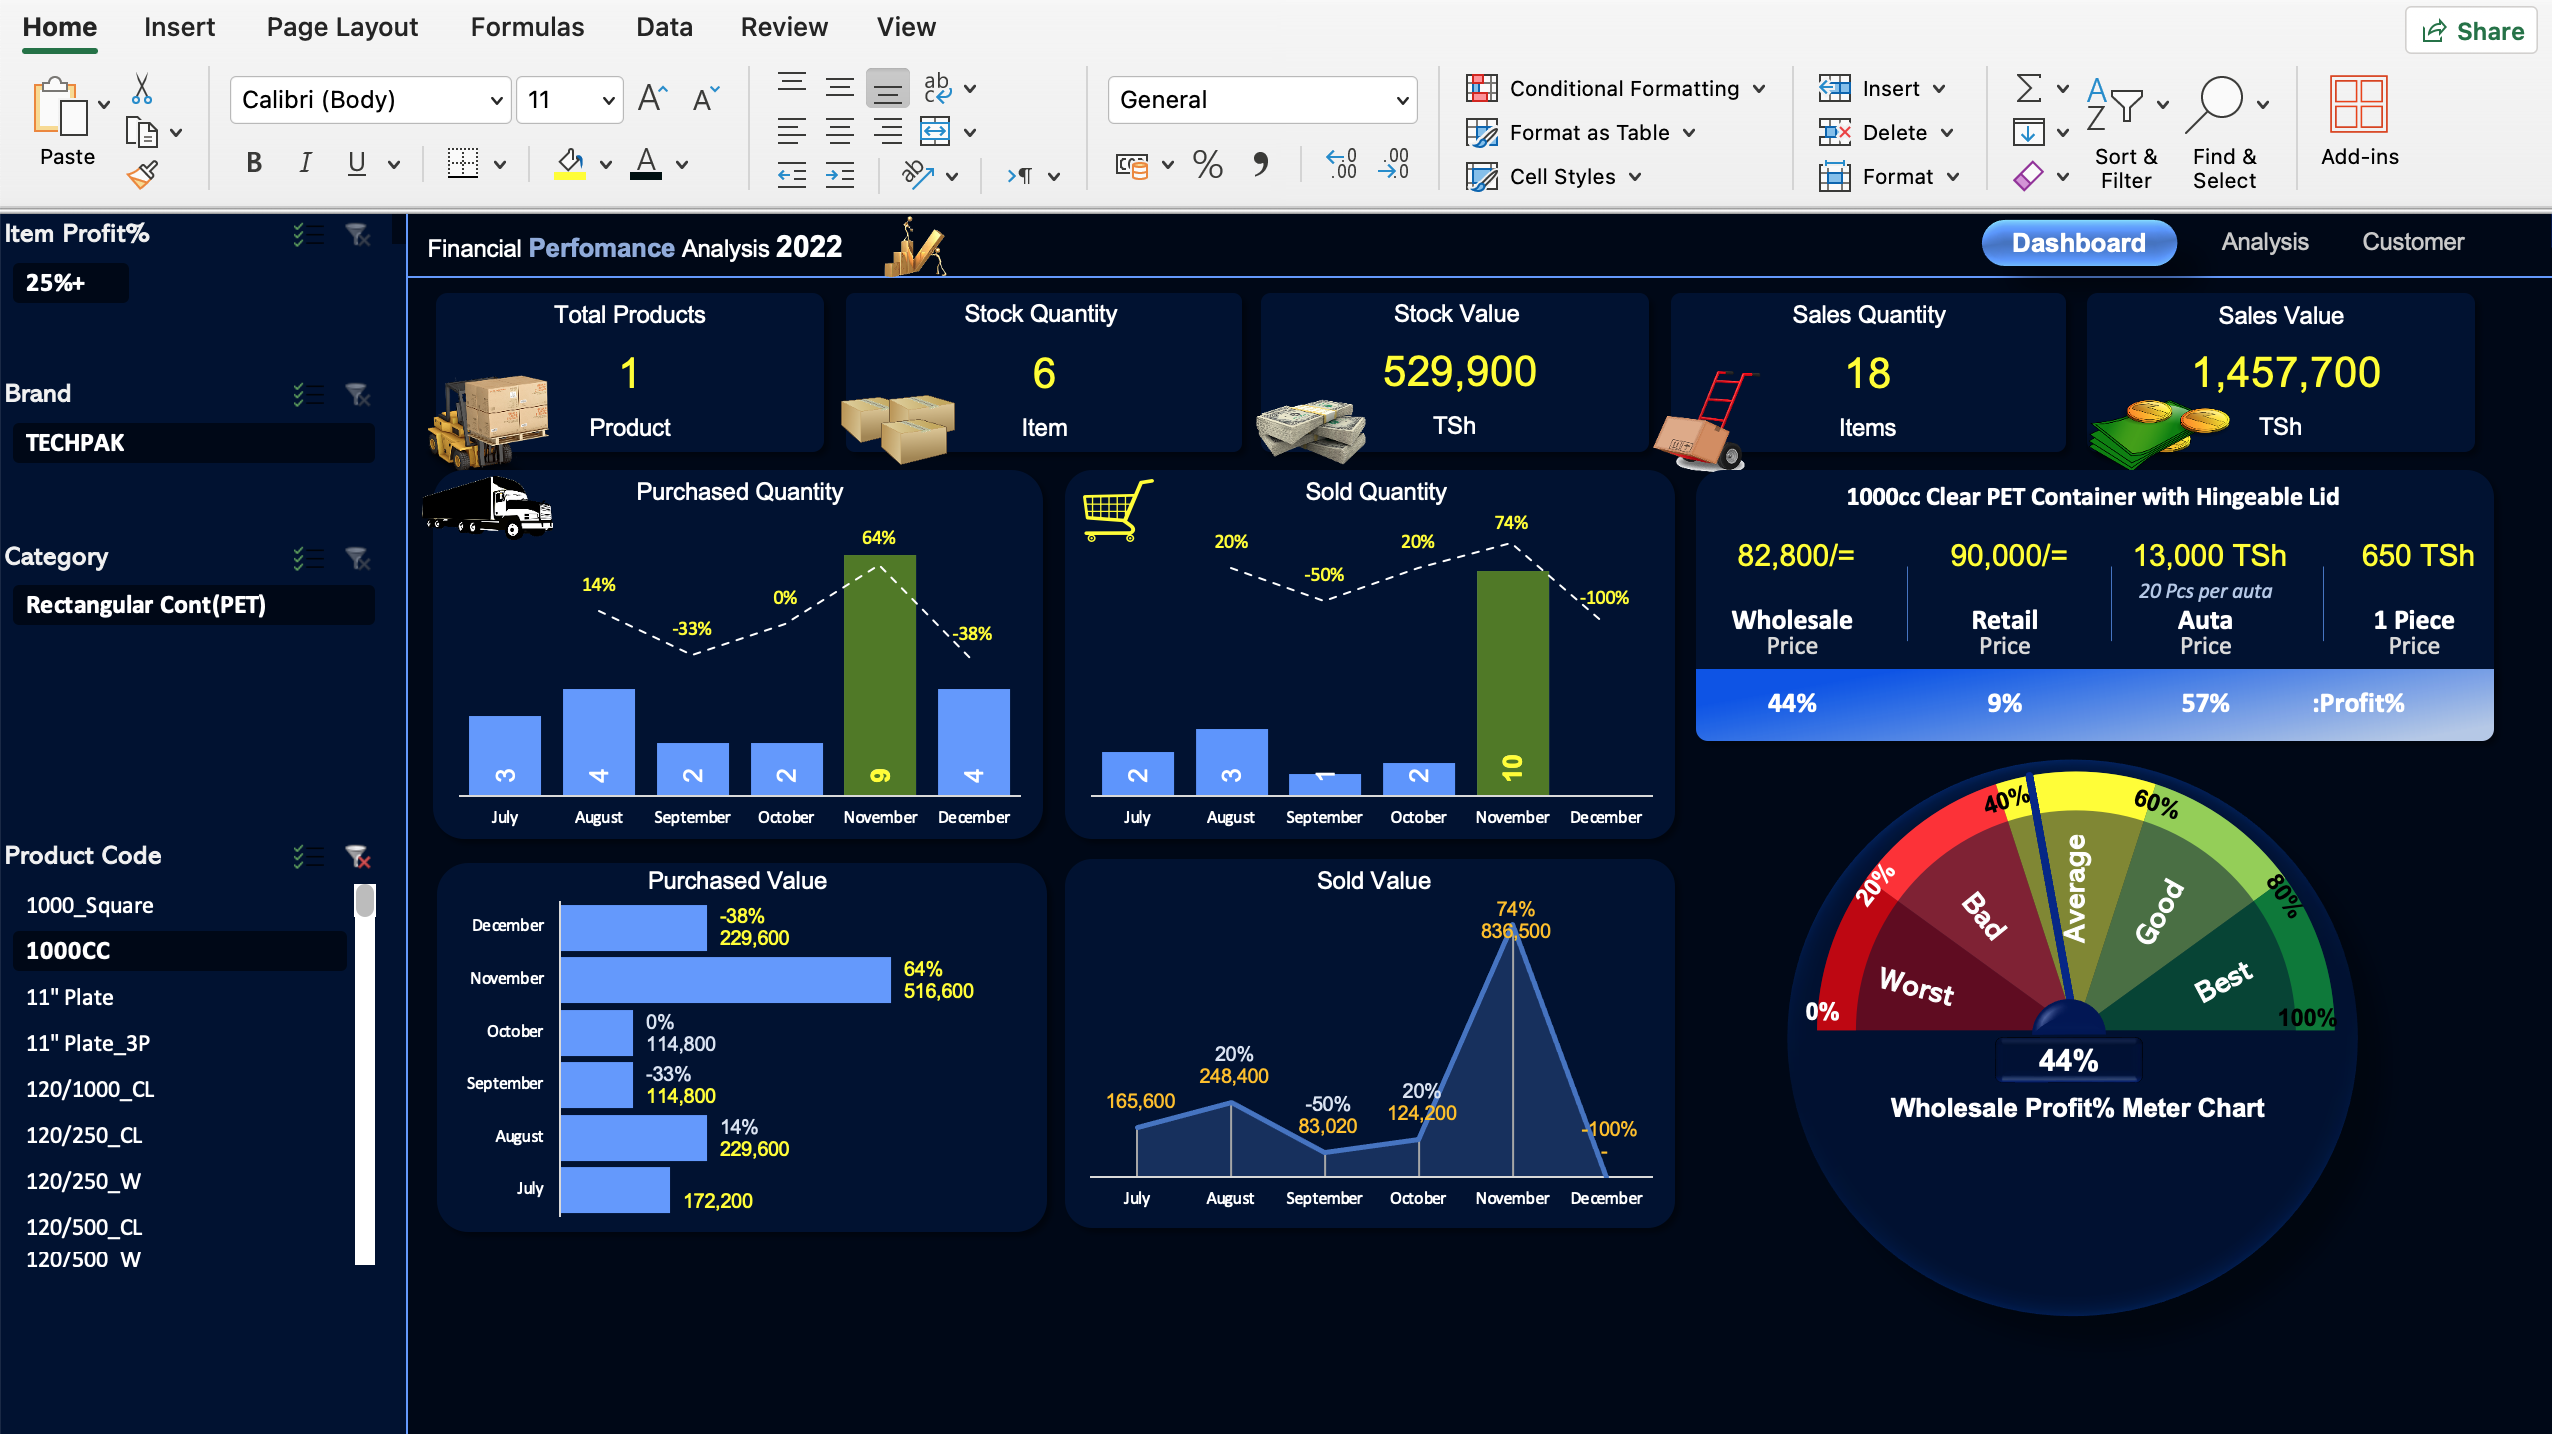 Home Insert Page Layout Formulas Data Review View
Share
Paste
Calibri (Body)
11
A A
ab
c
B I U
A
ab
General
% ,
Conditional Formatting
Format as Table
Cell Styles
Insert
Delete
Format
Σ
A
Z
Sort &
Filter
Find &
Select
Add-ins
Item Profit%
25%+
Brand
TECHPAK
Category
Rectangular Cont(PET)
Product Code
1000_Square
1000CC
11" Plate
11" Plate_3P
120/1000_CL
120/250_CL
120/250_W
120/500_CL
120/500_W
Financial Perfomance Analysis 2022
Dashboard Analysis Customer
Total Products
1
Product
Stock Quantity
6
Item
Stock Value
529,900
TSh
Sales Quantity
18
Items
Sales Value
1,457,700
TSh
Purchased Quantity
14% -33% 0% 64% -38%
3 4 2 2 9 4
July August September October November December
Sold Quantity
20% -50% 20% 74% -100%
2 3 1 2 10
July August September October November December
1000cc Clear PET Container with Hingeable Lid
82,800/= 90,000/= 13,000 TSh 650 TSh
20 Pcs per auta
Wholesale Retail Auta 1 Piece
Price Price Price Price
44% 9% 57% :Profit%
Purchased Value
December -38%
229,600
November 64%
516,600
October 0%
114,800
September -33%
114,800
August 14%
229,600
July 172,200
Sold Value
165,600
20%
248,400
-50%
83,020
20%
124,200
74%
836,500
-100%
-
July August September October November December
0% 20% 40% 60% 80% 100%
Worst Bad Average Good Best
44%
Wholesale Profit% Meter Chart